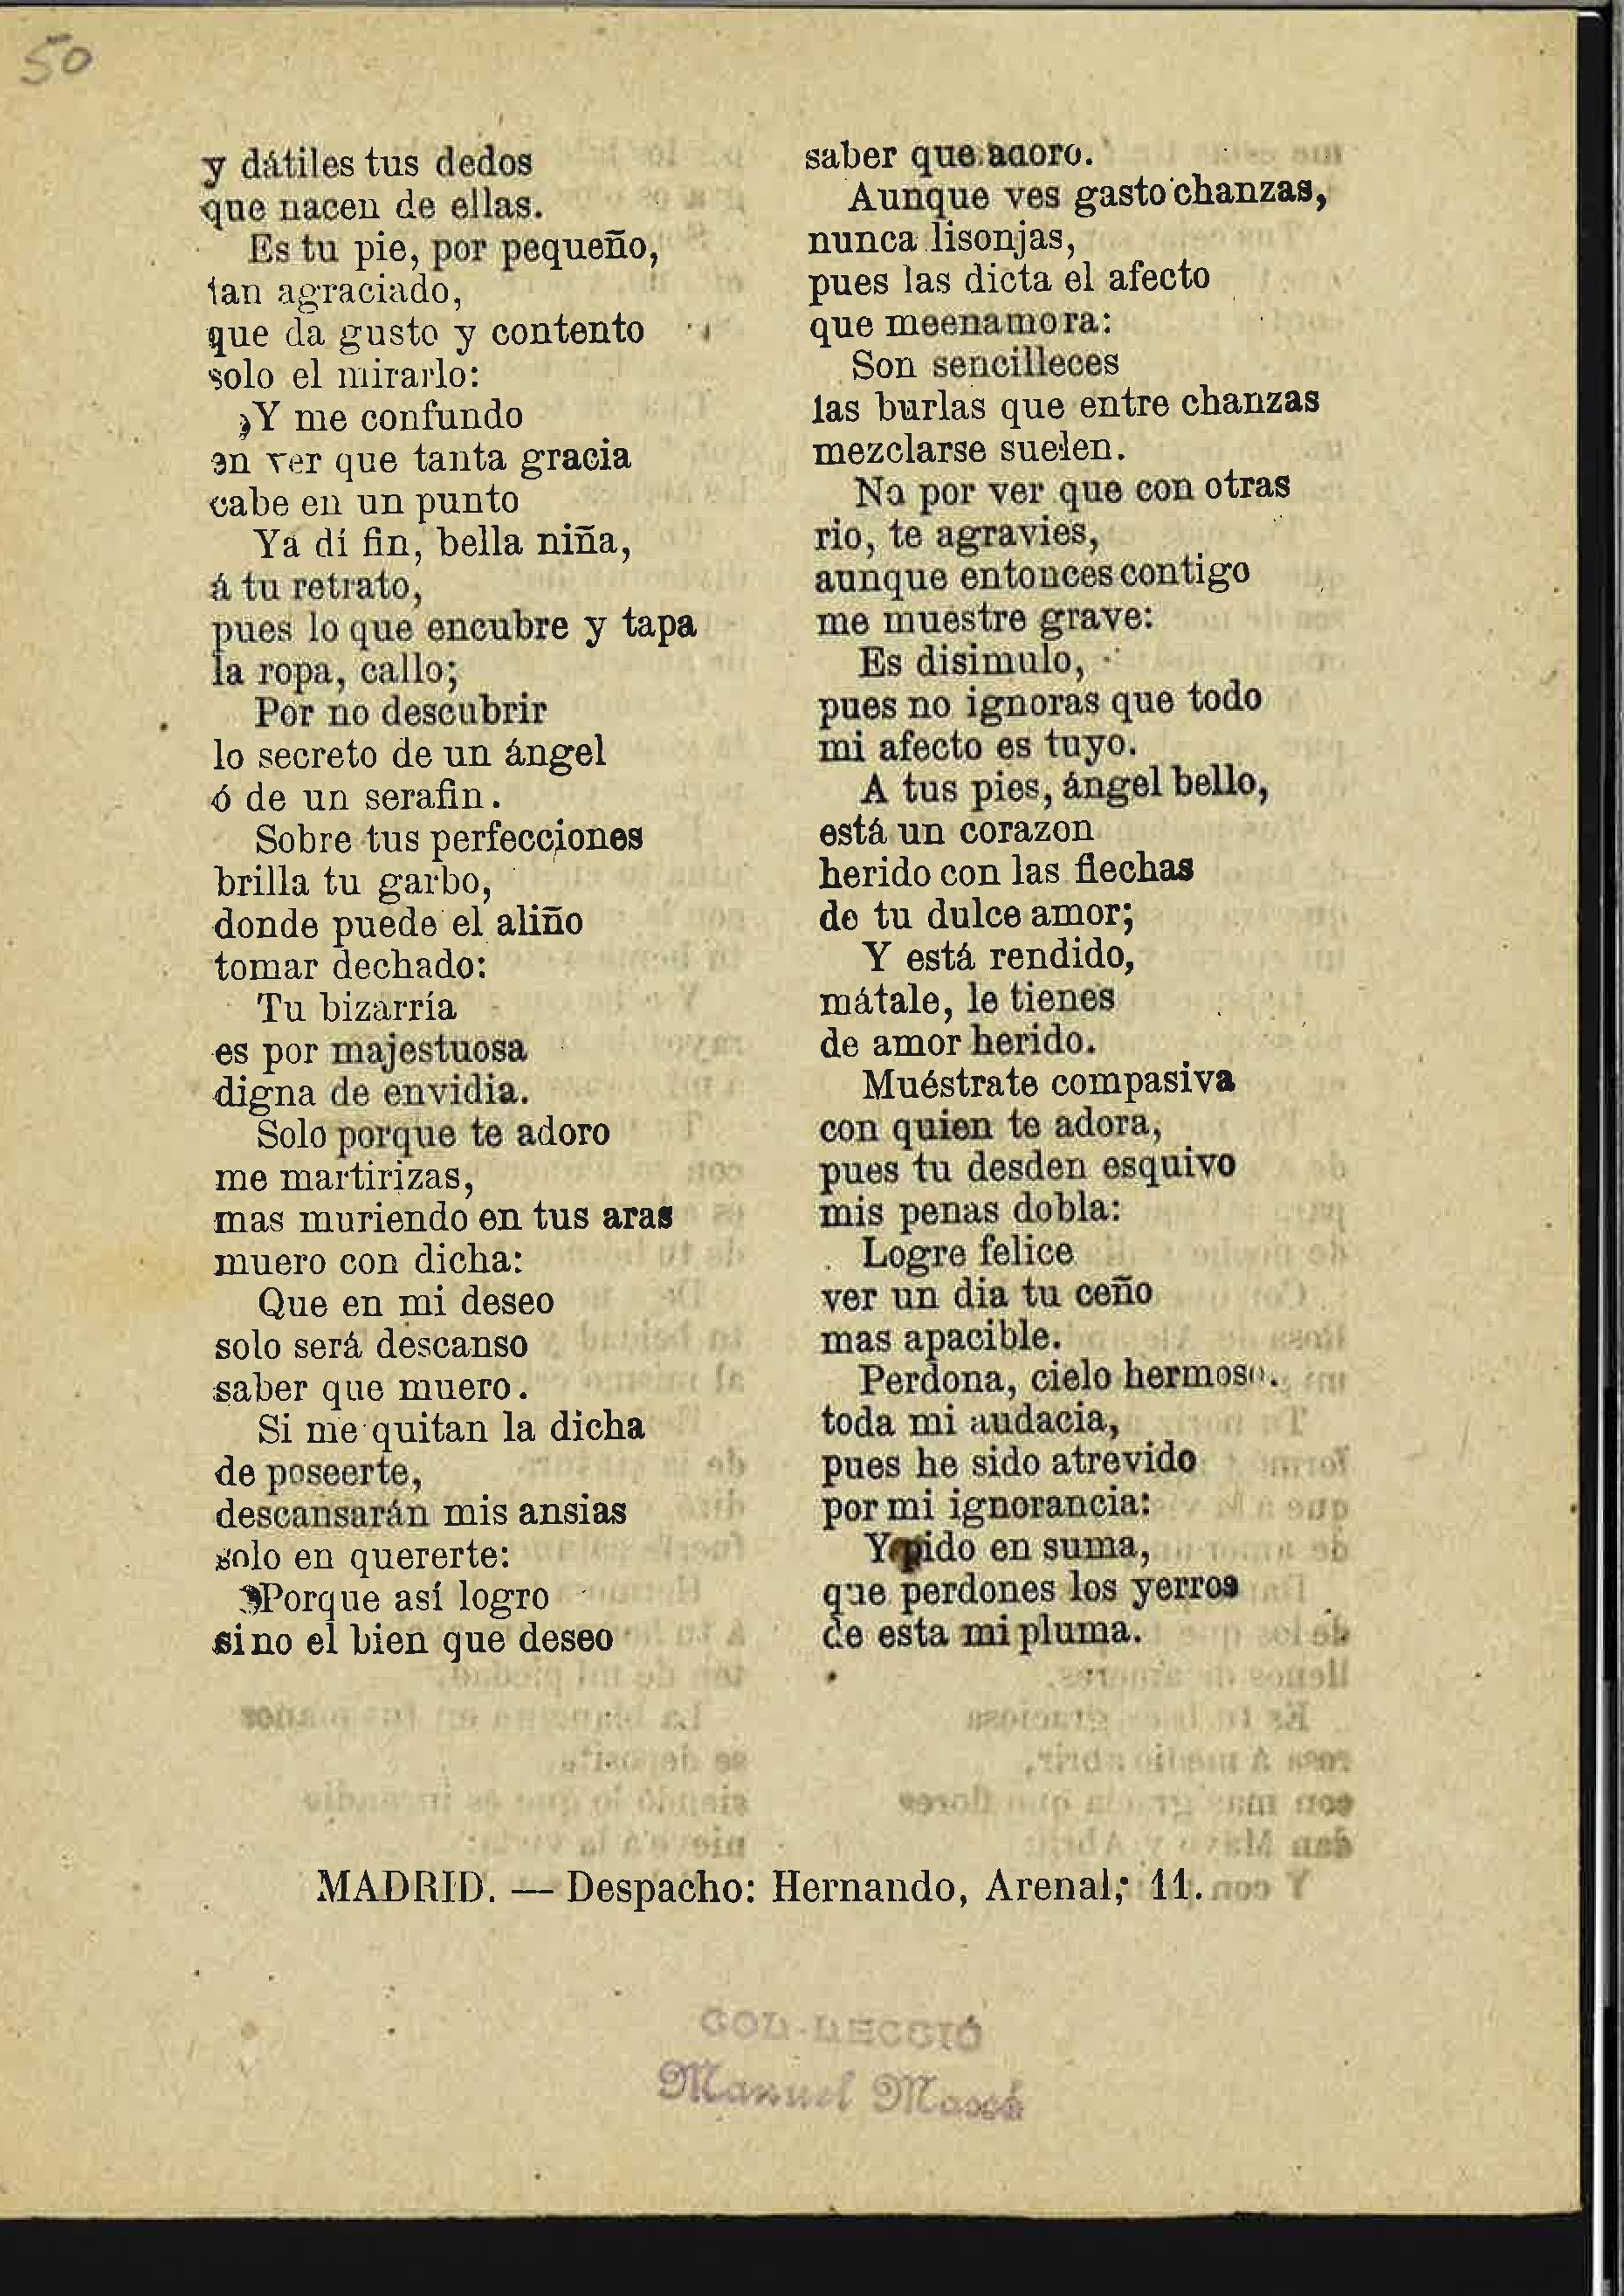 50
y dátiles tus dedos
que nacen de ellas.
Es tu pie, por pequeño,
tan agraciado,
que da gusto y contento
solo el mirarlo:
Y me confundo
en ver que tanta gracia
cabe en un punto
Ya dí fin, bella niña,
á tu retrato,
pues lo que encubre y tapa
la ropa, callo;
Por no descubrir
lo secreto de un ángel
ó de un serafin.
Sobre tus perfecciones
brilla tu garbo,
donde puede el aliño
tomar dechado:
Tu bizarría
es por majestuosa
digna de envidia.
Solo porque te adoro
me martirizas,
mas muriendo en tus aras
muero con dicha:
Que en mi deseo
solo será descanso
saber que muero.
Si me quitan la dicha
de poseerte,
descansarán mis ansias
solo en quererte:
Porque así logro
sino el bien que deseo
saber que adoro.
Aunque ves gasto chanzas,
nunca lisonjas,
pues las dicta el afecto
que meenamora:
Son sencilleces
las burlas que entre chanzas
mezclarse suelen.
No por ver que con otras
rio, te agravies,
aunque entonces contigo
me muestre grave:
Es disimulo,
pues no ignoras que todo
mi afecto es tuyo.
A tus pies, ángel bello,
está un corazon
herido con las flechas
de tu dulce amor;
Y está rendido,
mátale, le tienes
de amor herido.
Muéstrate compasiva
con quien te adora,
pues tu desden esquivo
mis penas dobla:
Logre felice
ver un dia tu ceño
mas apacible.
Perdona, cielo hermoso.
toda mi audacia,
pues he sido atrevido
por mi ignorancia:
Y pido en suma,
que perdones los yerros
de esta mi pluma.
MADRID. — Despacho: Hernando, Arenal, 11.
COL·LECCIÓ
Manuel